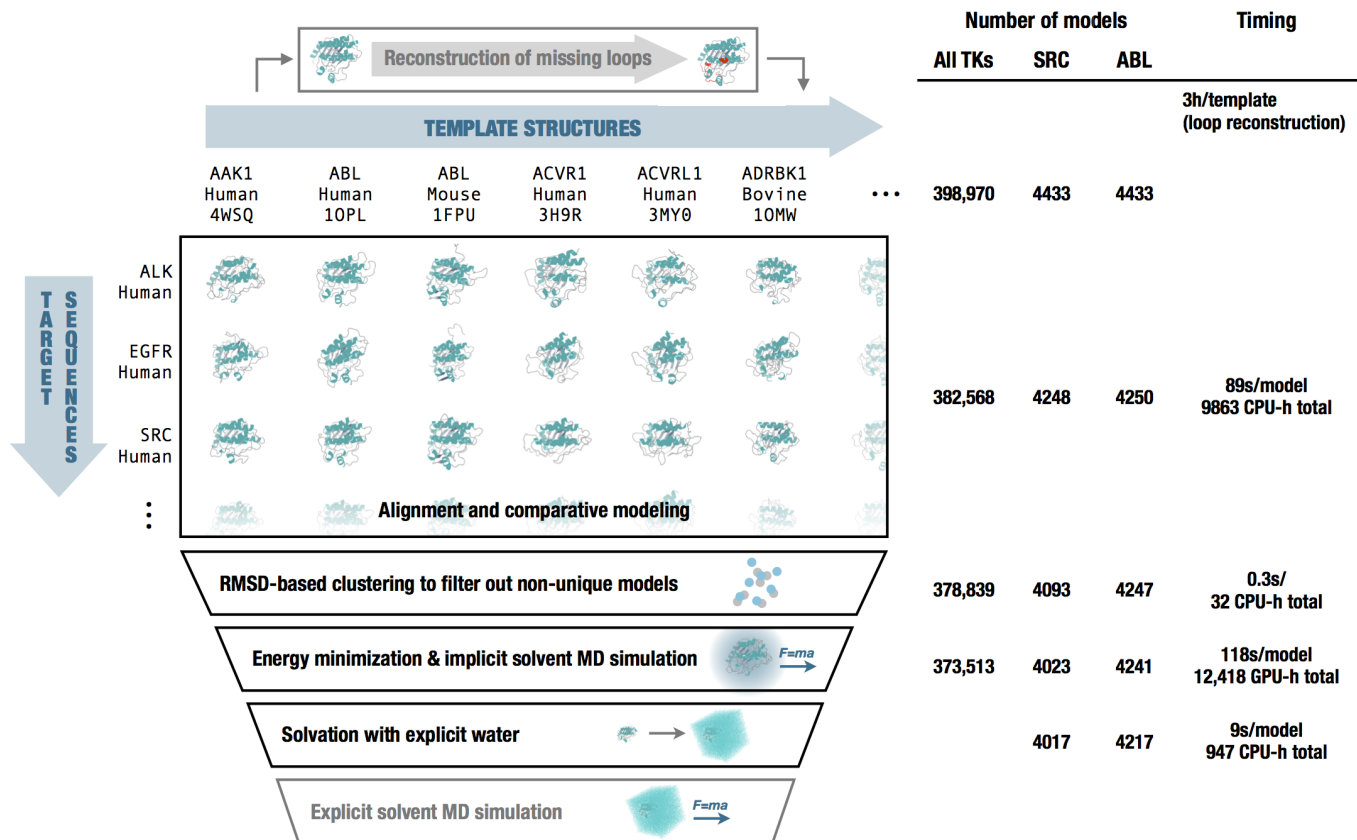 Number of models
Timing
All TKs
SRC
ABL
Reconstruction of missing loops
3h/template
(loop reconstruction)
TEMPLATE STRUCTURES
AAK1
Human
4WSQ
ABL
Human
1OPL
ABL
Mouse
1FPU
ACVR1
Human
3H9R
ACVRL1
Human
3MY0
ADRBK1
Bovine
1OMW
•••
398,970
4433
4433
TARGET
SEQUENCES
ALK
Human
EGFR
Human
SRC
Human
382,568
4248
4250
89s/model
9863 CPU-h total
Alignment and comparative modeling
RMSD-based clustering to filter out non-unique models
378,839
4093
4247
0.3s/
32 CPU-h total
Energy minimization & implicit solvent MD simulation
F=ma
373,513
4023
4241
118s/model
12,418 GPU-h total
Solvation with explicit water
4017
4217
9s/model
947 CPU-h total
Explicit solvent MD simulation
F=ma